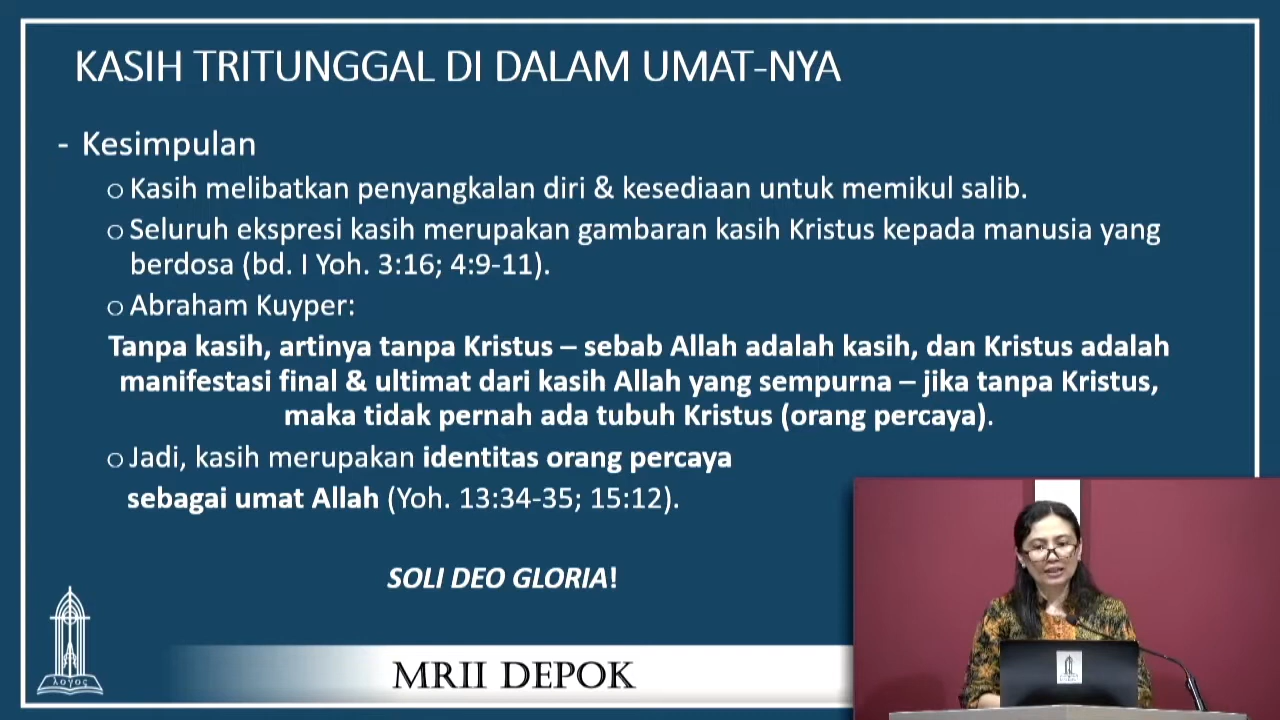 KASIH TRITUNGGAL DI DALAM UMAT-NYA
- Kesimpulan
o Kasih melibatkan penyangkalan diri & kesediaan untuk memikul salib.
o Seluruh ekspresi kasih merupakan gambaran kasih Kristus kepada manusia yang
berdosa (bd. I Yoh. 3:16; 4:9-11).
o Abraham Kuyper:
Tanpa kasih, artinya tanpa Kristus – sebab Allah adalah kasih, dan Kristus adalah
manifestasi final & ultimat dari kasih Allah yang sempurna – jika tanpa Kristus,
maka tidak pernah ada tubuh Kristus (orang percaya).
o Jadi, kasih merupakan identitas orang percaya
sebagai umat Allah (Yoh. 13:34-35; 15:12).
SOLI DEO GLORIA!
λογος
MRII DEPOK